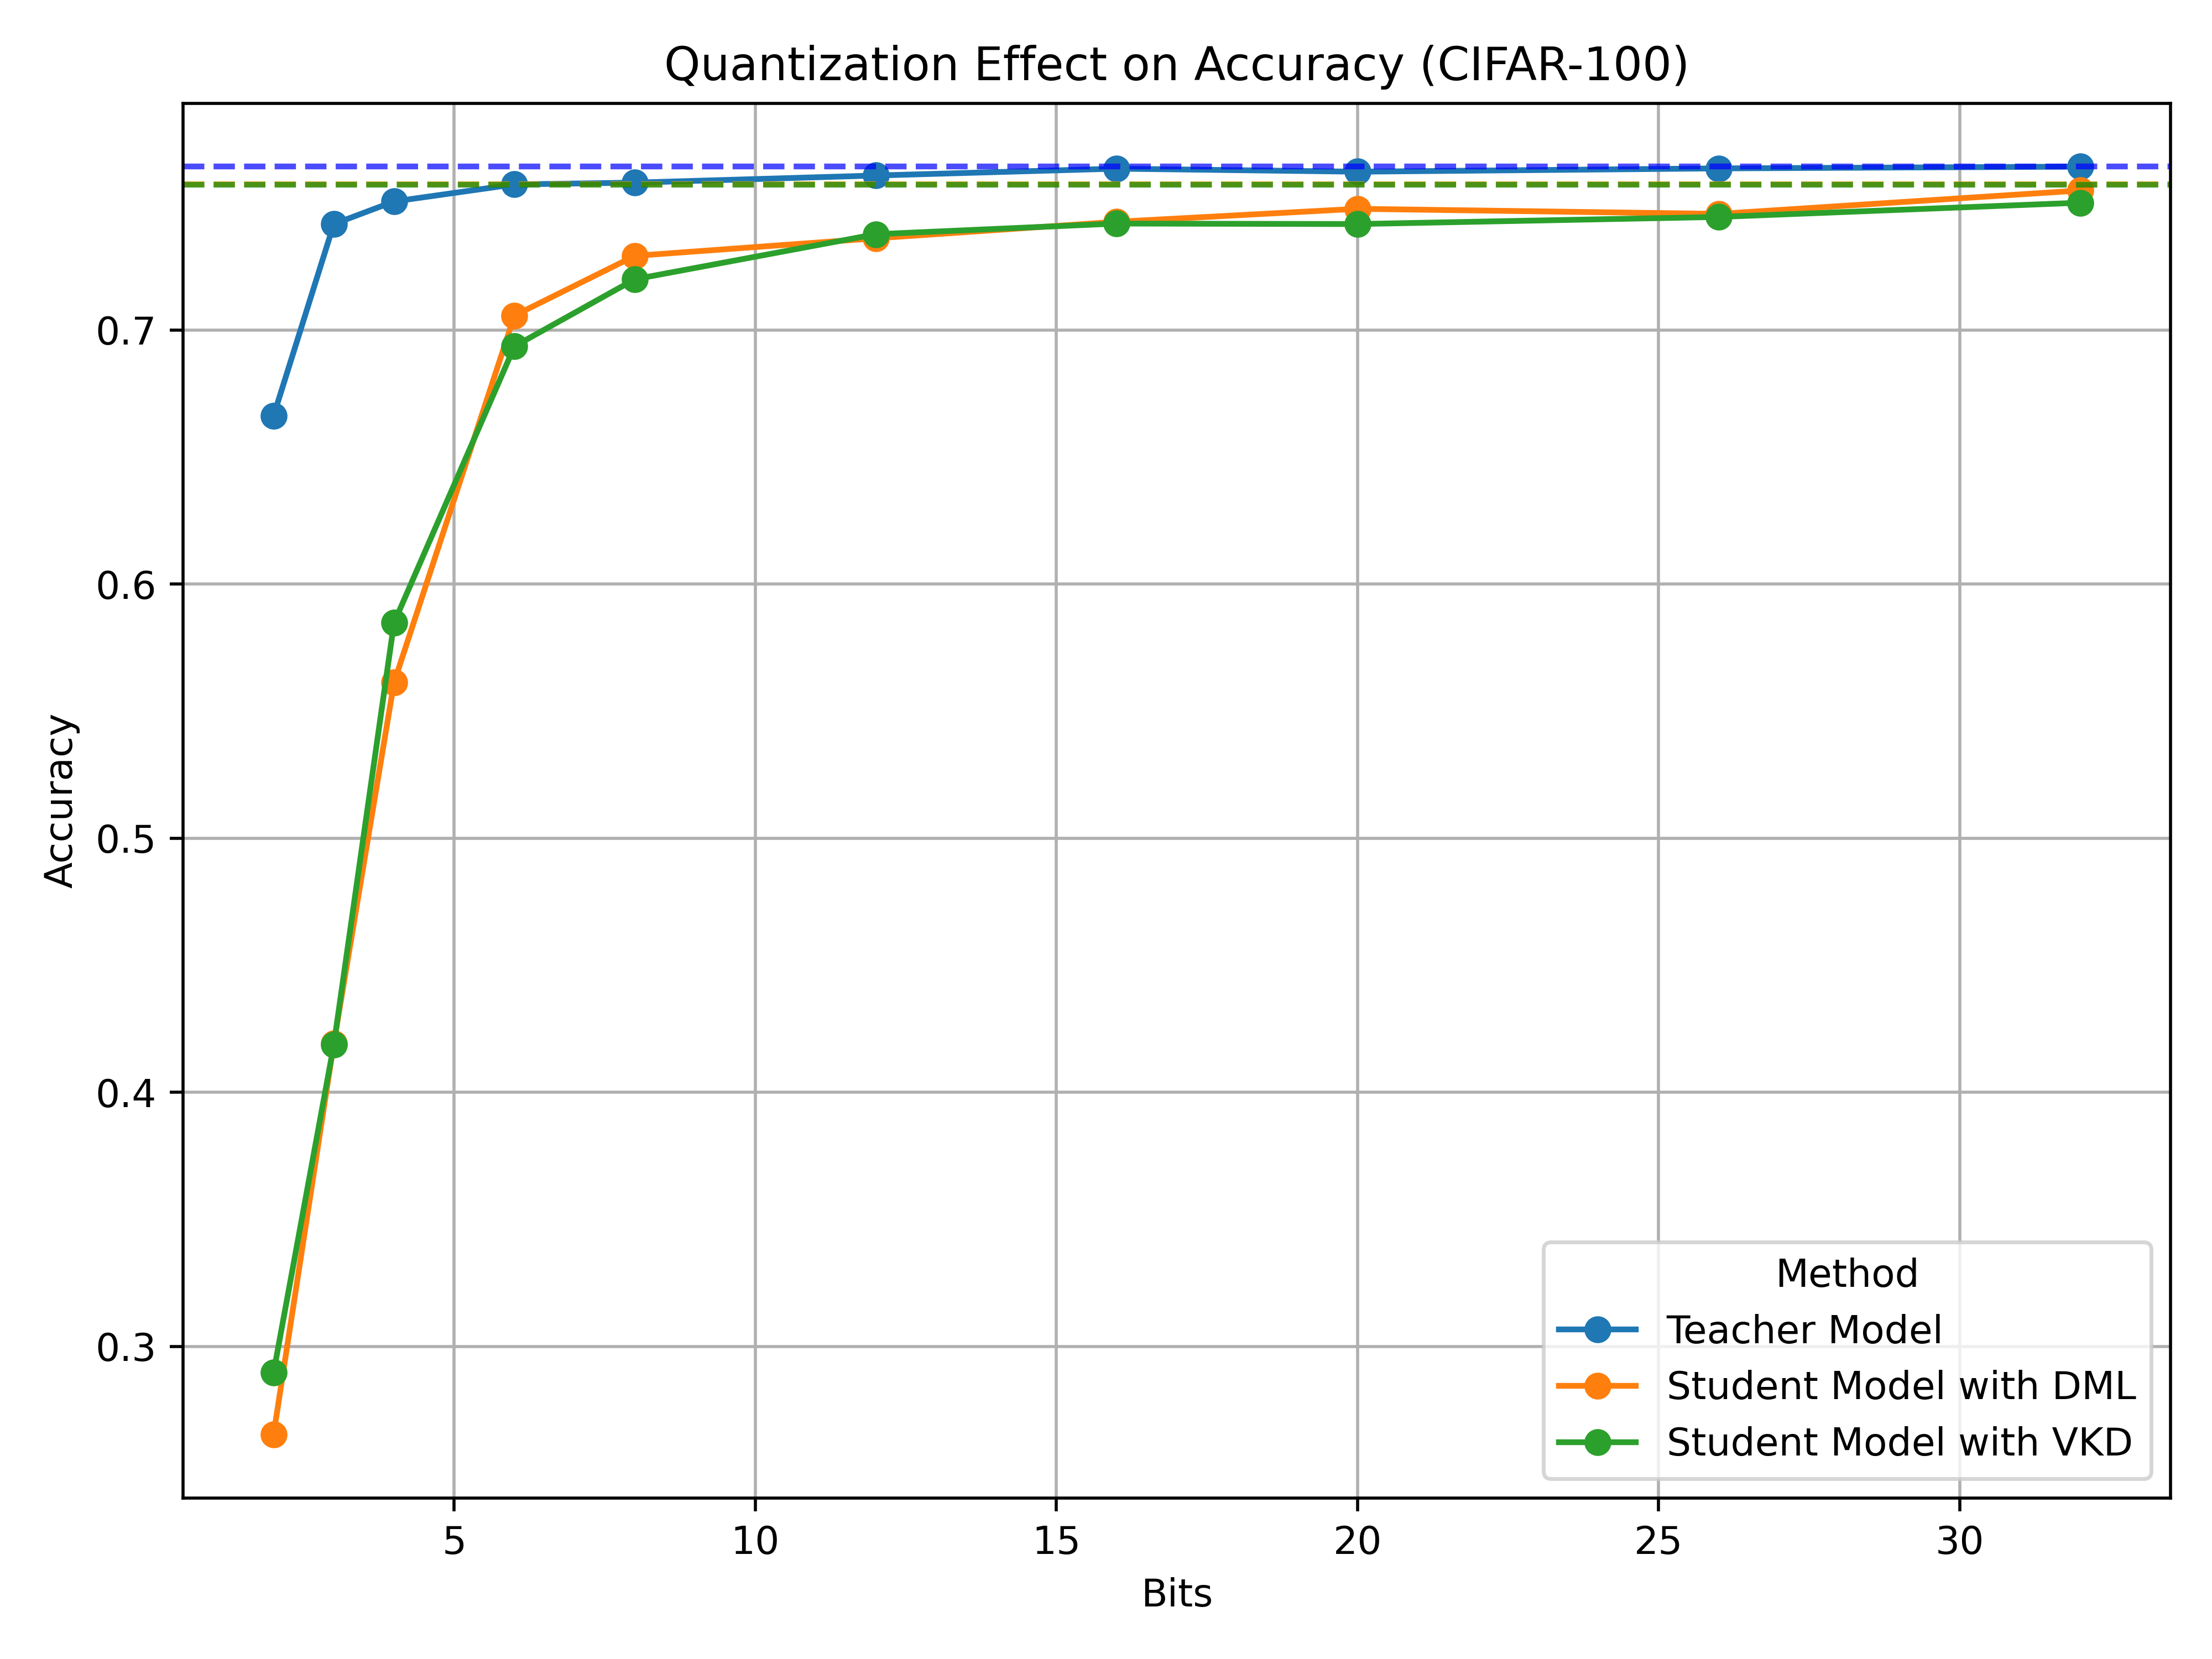 Quantization Effect on Accuracy (CIFAR-100)
Accuracy
0.7
0.6
0.5
0.4
0.3
5 10 15 20 25 30
Bits
Method
Teacher Model
Student Model with DML
Student Model with VKD